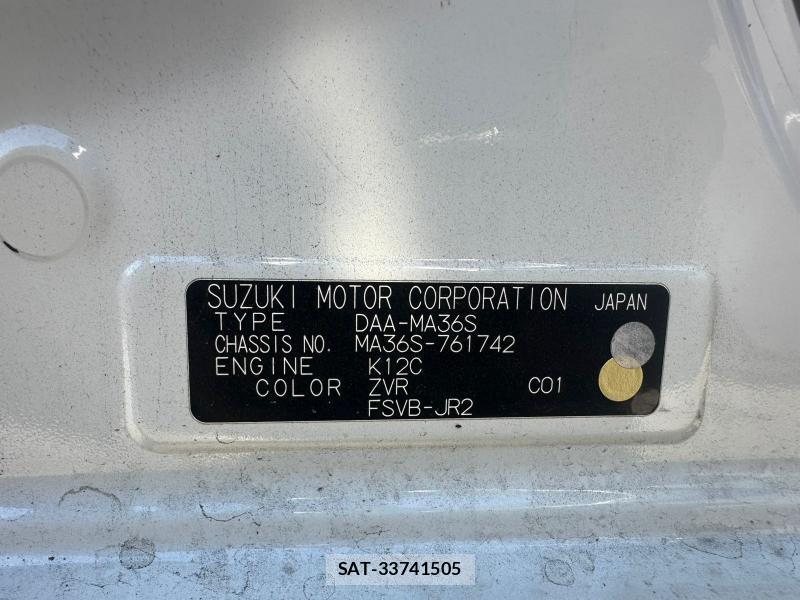 SUZUKI MOTOR CORPORATION JAPAN
TYPE DAA-MA36S
CHASSIS NO. MA36S-761742
ENGINE K12C
COLOR ZVR C01
FSVB-JR2
SAT-33741505